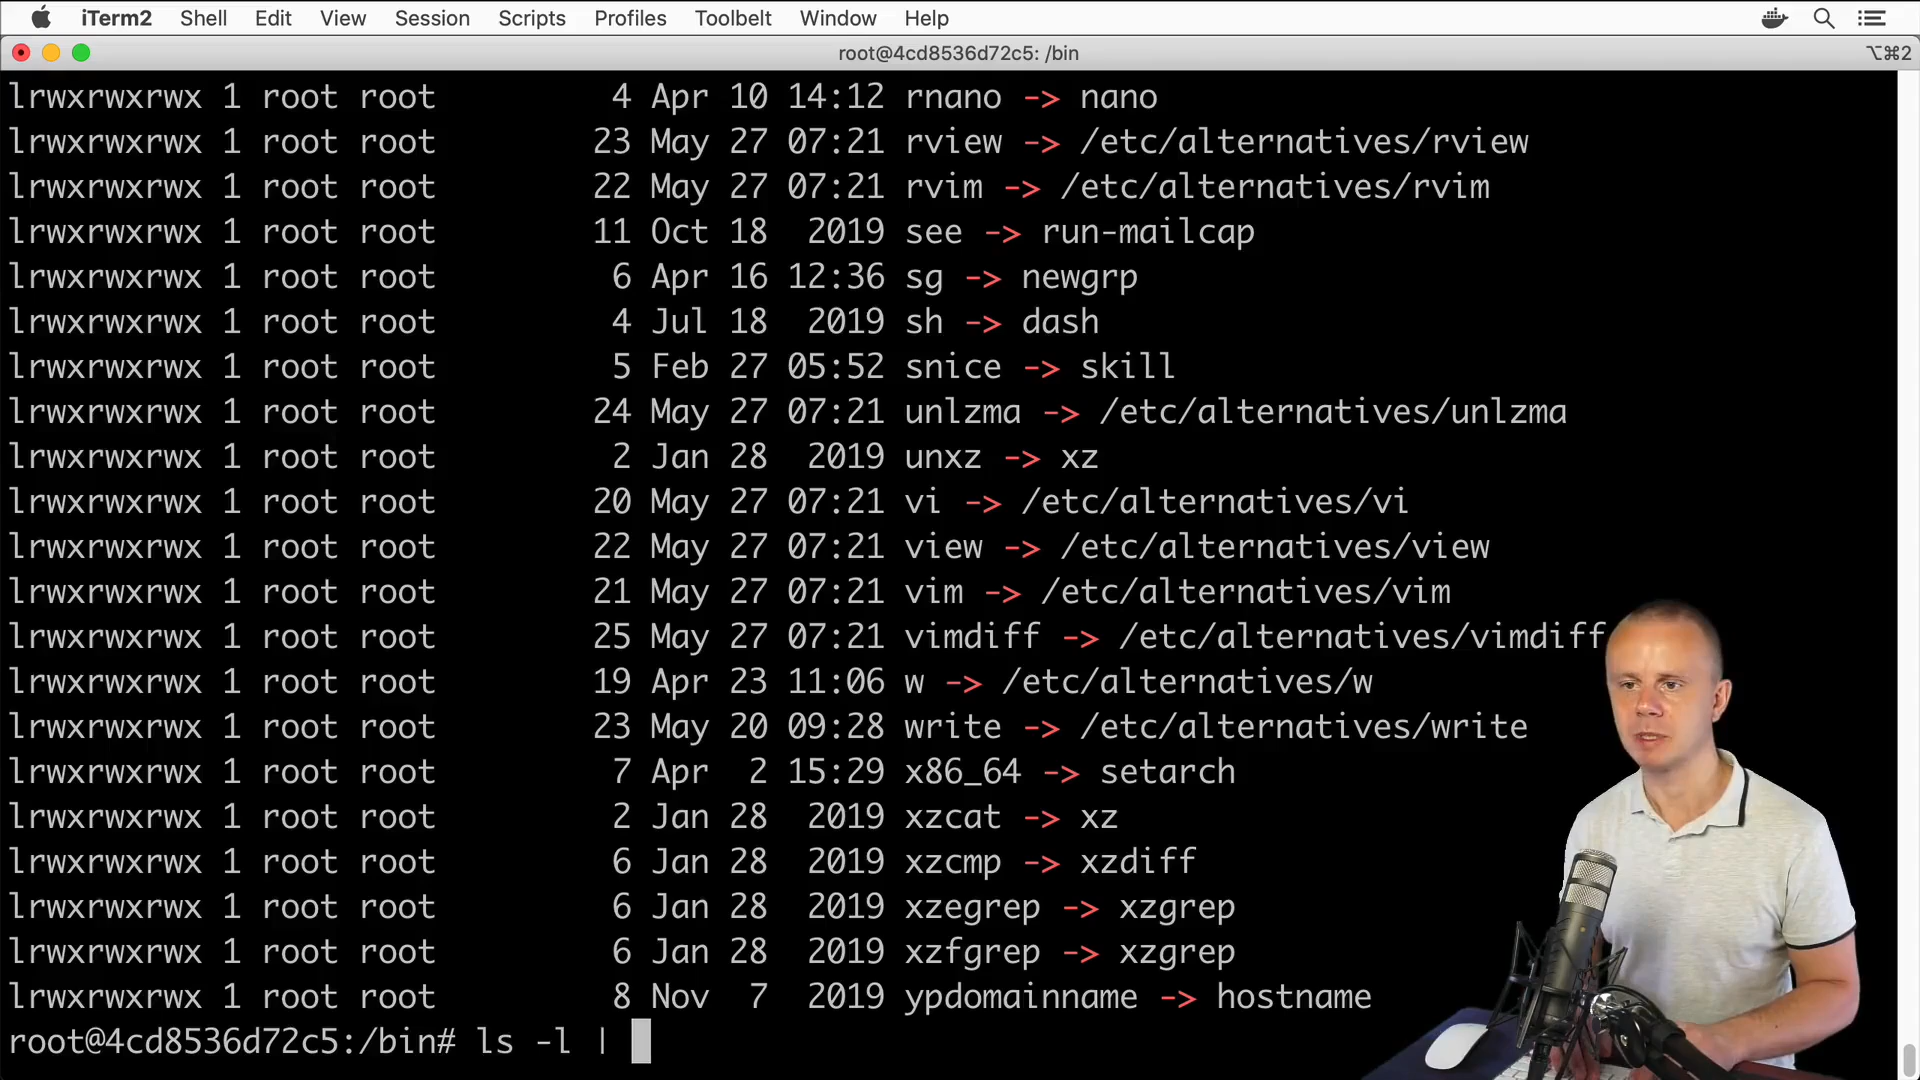 iTerm2 Shell Edit View Session Scripts Profiles Toolbelt Window Help
root@4cd8536d72c5: /bin ⌥⌘2
lrwxrwxrwx 1 root root 4 Apr 10 14:12 rnano -> nano
lrwxrwxrwx 1 root root 23 May 27 07:21 rview -> /etc/alternatives/rview
lrwxrwxrwx 1 root root 22 May 27 07:21 rvim -> /etc/alternatives/rvim
lrwxrwxrwx 1 root root 11 Oct 18 2019 see -> run-mailcap
lrwxrwxrwx 1 root root 6 Apr 16 12:36 sg -> newgrp
lrwxrwxrwx 1 root root 4 Jul 18 2019 sh -> dash
lrwxrwxrwx 1 root root 5 Feb 27 05:52 snice -> skill
lrwxrwxrwx 1 root root 24 May 27 07:21 unlzma -> /etc/alternatives/unlzma
lrwxrwxrwx 1 root root 2 Jan 28 2019 unxz -> xz
lrwxrwxrwx 1 root root 20 May 27 07:21 vi -> /etc/alternatives/vi
lrwxrwxrwx 1 root root 22 May 27 07:21 view -> /etc/alternatives/view
lrwxrwxrwx 1 root root 21 May 27 07:21 vim -> /etc/alternatives/vim
lrwxrwxrwx 1 root root 25 May 27 07:21 vimdiff -> /etc/alternatives/vimdiff
lrwxrwxrwx 1 root root 19 Apr 23 11:06 w -> /etc/alternatives/w
lrwxrwxrwx 1 root root 23 May 20 09:28 write -> /etc/alternatives/write
lrwxrwxrwx 1 root root 7 Apr 2 15:29 x86_64 -> setarch
lrwxrwxrwx 1 root root 2 Jan 28 2019 xzcat -> xz
lrwxrwxrwx 1 root root 6 Jan 28 2019 xzcmp -> xzdiff
lrwxrwxrwx 1 root root 6 Jan 28 2019 xzegrep -> xzgrep
lrwxrwxrwx 1 root root 6 Jan 28 2019 xzfgrep -> xzgrep
lrwxrwxrwx 1 root root 8 Nov 7 2019 ypdomainname -> hostname
root@4cd8536d72c5:/bin# ls -l |